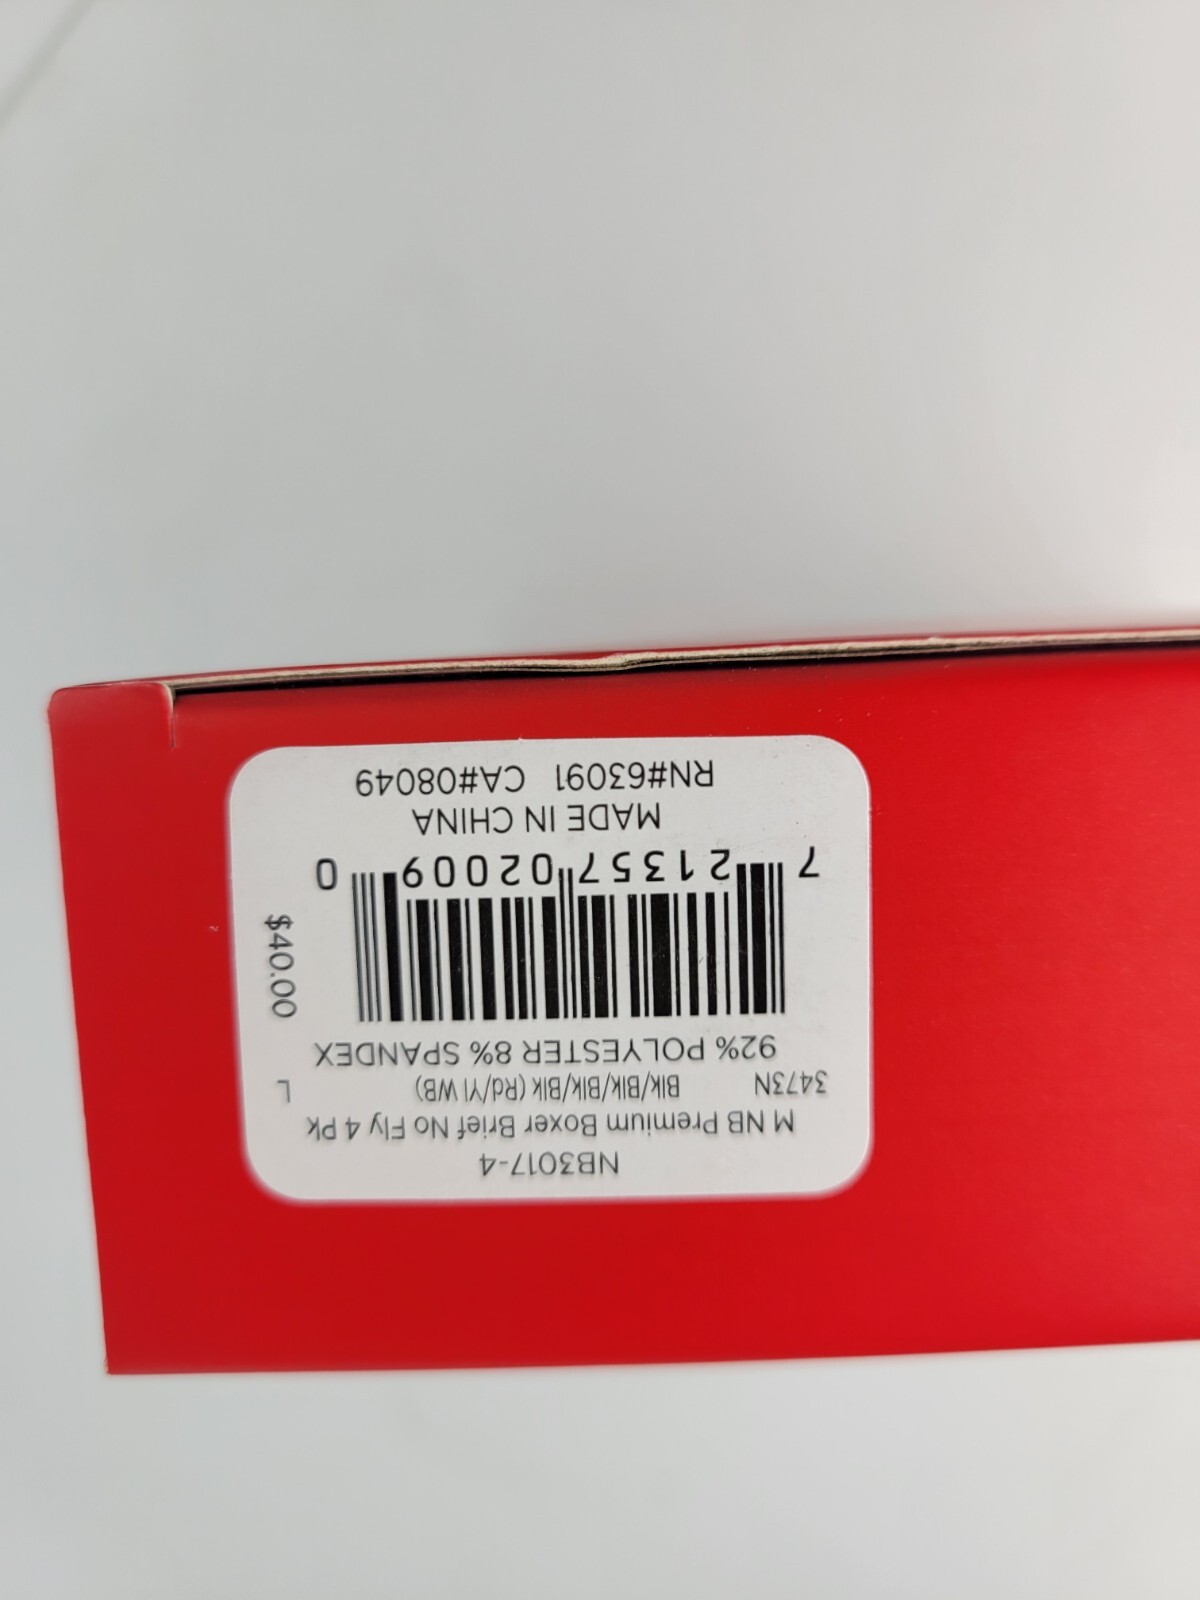 NB3017-4
M NB Premium Boxer Brief No Fly 4 Pk
3473N Blk/Blk/Blk/Blk (Rd/Yl WB) L
92% POLYESTER 8% SPANDEX
$40.00
7 21357 02009 0
MADE IN CHINA
RN#63091 CA#08049